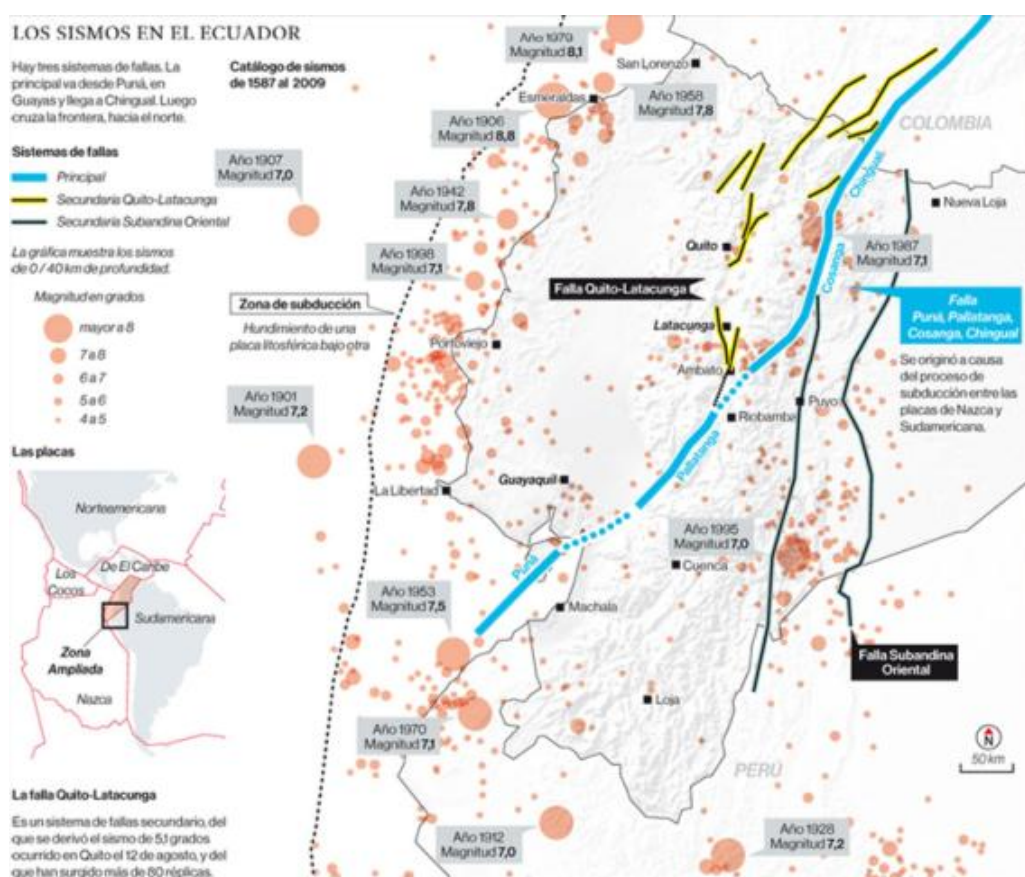 LOS SISMOS EN EL ECUADOR
Hay tres sistemas de fallas. La
principal va desde Puná, en
Guayas y llega a Chingual. Luego
cruza la frontera, hacia el norte.
Catálogo de sismos
de 1587 al 2009
Sistemas de fallas
Principal
Secundaria Quito-Latacunga
Secundaria Subandina Oriental
La gráfica muestra los sismos
de 0 / 40 km de profundidad.
Magnitud en grados
mayor a 8
7 a 8
6 a 7
5 a 6
4 a 5
Las placas
Norteamericana
De El Caribe
Los
Cocos
Sudamericana
Zona
Ampliada
Nazca
La falla Quito-Latacunga
Es un sistema de fallas secundario, del
que se derivó el sismo de 5,1 grados
ocurrido en Quito el 12 de agosto, y del
que han surgido más de 80 réplicas.
Año 1979
Magnitud 8,1
San Lorenzo
Esmeraldas
Año 1958
Magnitud 7,8
Año 1906
Magnitud 8,8
COLOMBIA
Año 1907
Magnitud 7,0
Año 1942
Magnitud 7,8
Chingual
Nueva Loja
Quito
Año 1987
Magnitud 7,1
Año 1998
Magnitud 7,1
Cosanga
Falla Quito-Latacunga
Falla
Puná, Pallatanga,
Cosanga, Chingual
Zona de subducción
Hundimiento de una
placa litosférica bajo otra
Latacunga
Portoviejo
Se originó a causa
del proceso de
subducción entre las
placas de Nazca y
Sudamericana.
Ambato
Año 1901
Magnitud 7,2
Riobamba
Puyo
Pallatanga
La Libertad
Guayaquil
Año 1995
Magnitud 7,0
Puná
Cuenca
Año 1953
Magnitud 7,5
Machala
Falla Subandina
Oriental
Loja
Año 1970
Magnitud 7,1
N
50 km
PERÚ
Año 1912
Magnitud 7,0
Año 1928
Magnitud 7,2